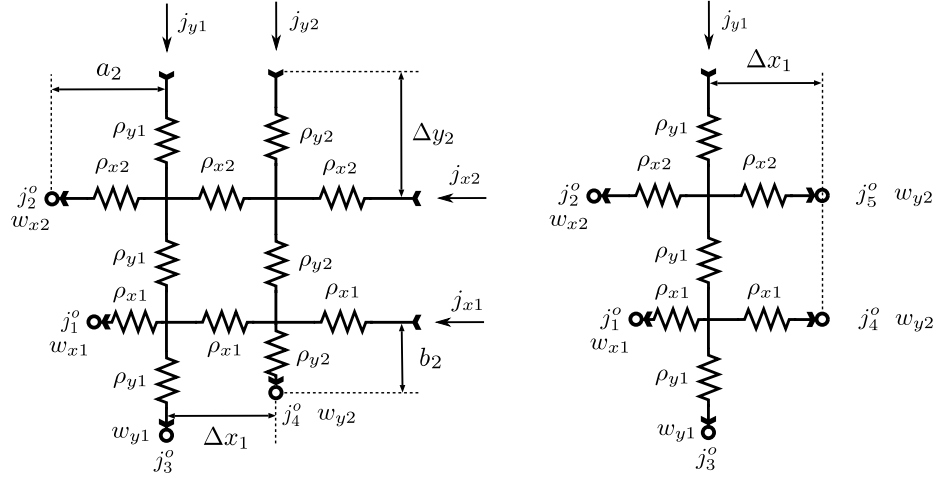 j_{y1} j_{y2} j_{y1}
a_2 Δx_1
ρ_{y1} ρ_{y2} Δy_2 ρ_{y1}
ρ_{x2} ρ_{x2} ρ_{x2} j_{x2} ρ_{x2} ρ_{x2}
j_2^o j_2^o j_5^o w_{y2}
w_{x2} w_{x2}
ρ_{y1} ρ_{y2} ρ_{y1}
ρ_{x1} ρ_{x1} j_{x1} ρ_{x1} ρ_{x1}
j_1^o j_1^o j_4^o w_{y2}
w_{x1} ρ_{x1} w_{x1}
ρ_{y1} ρ_{y2} b_2 ρ_{y1}
w_{y1} Δx_1 j_4^o w_{y2} w_{y1}
j_3^o j_3^o